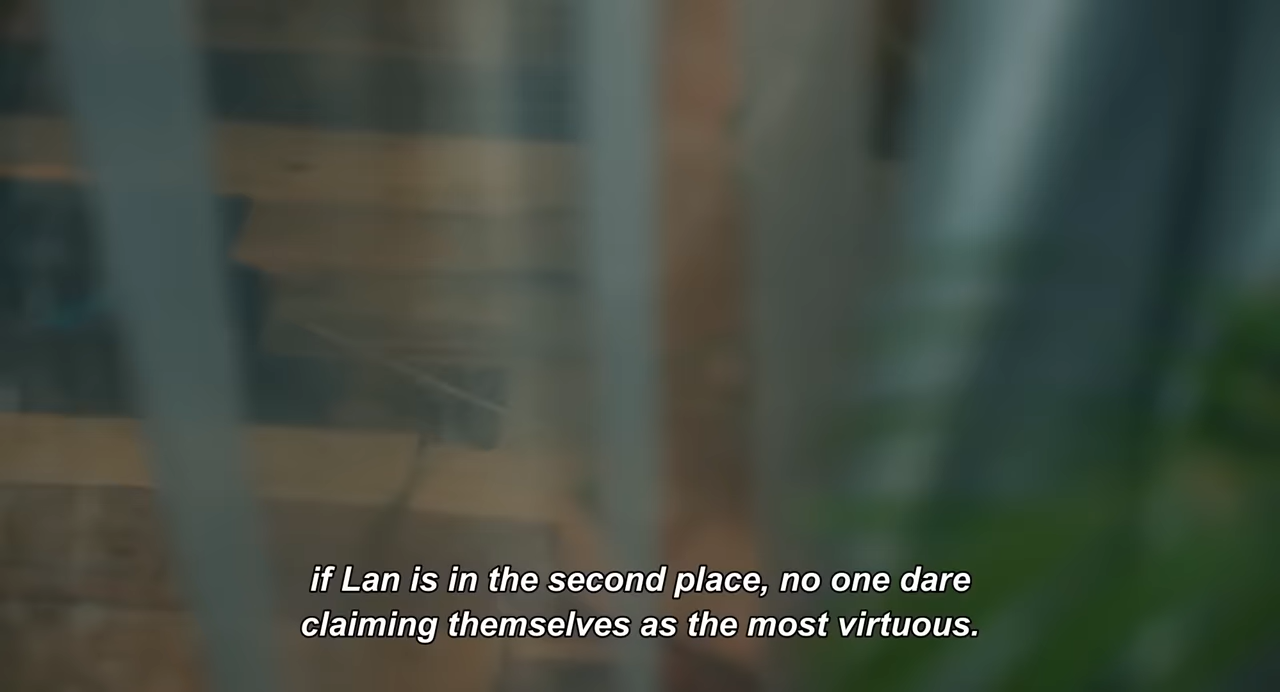 if Lan is in the second place, no one dare
claiming themselves as the most virtuous.